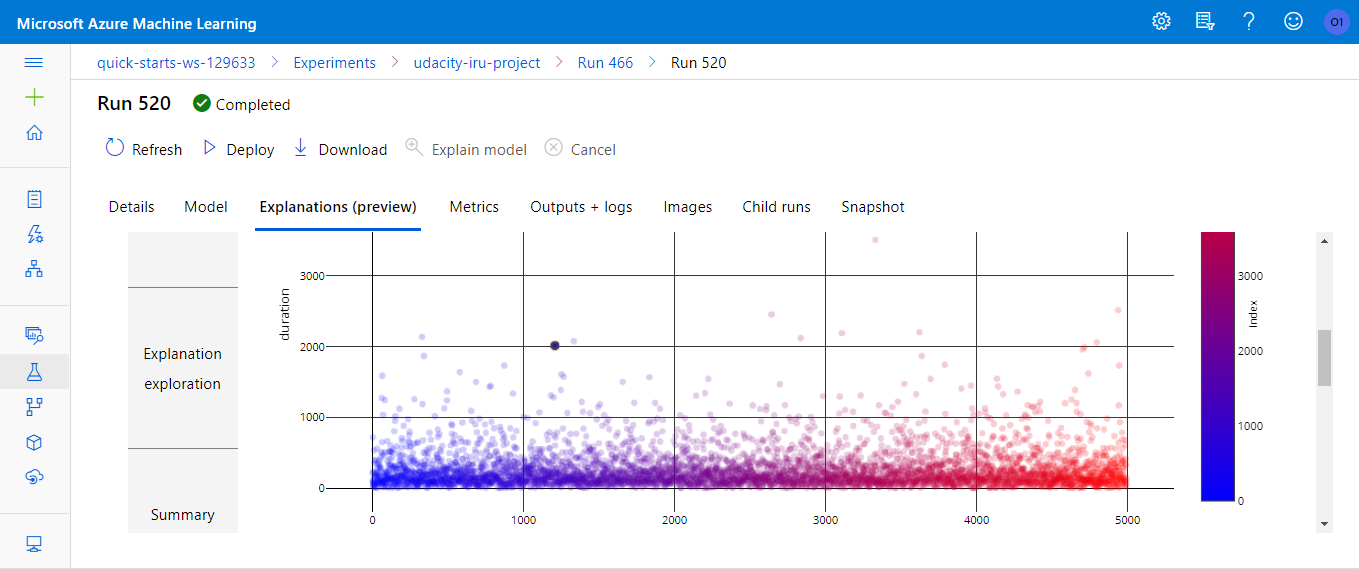 Microsoft Azure Machine Learning
O1
quick-starts-ws-129633 > Experiments > udacity-iru-project > Run 466 > Run 520
Run 520 Completed
Refresh Deploy Download Explain model Cancel
Details Model Explanations (preview) Metrics Outputs + logs Images Child runs Snapshot
Explanation
exploration
Summary
duration
3000
2000
1000
0
0 1000 2000 3000 4000 5000
3000
2000
1000
0
Index